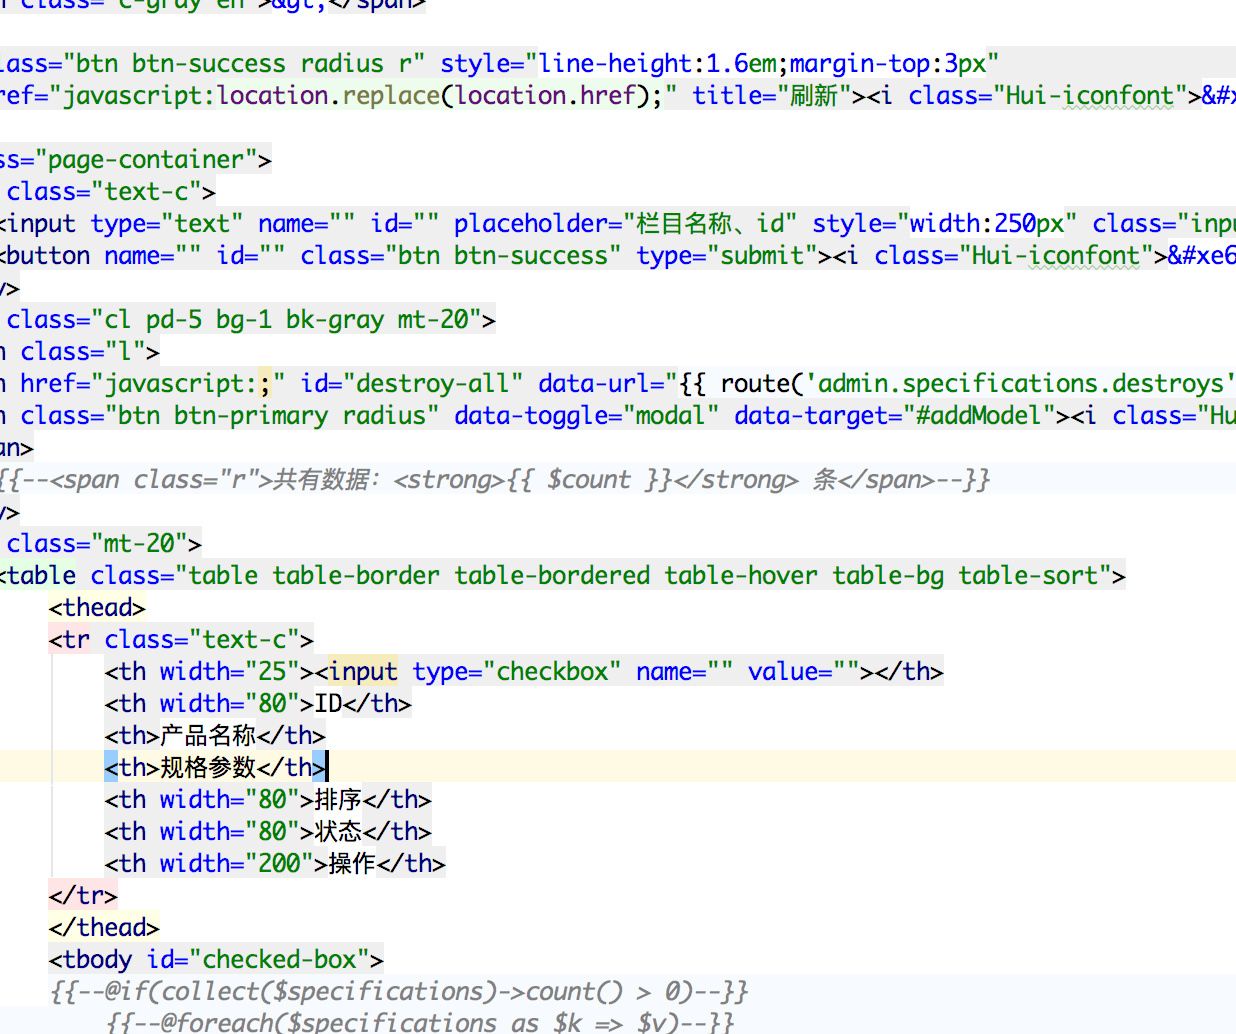 class="c-gray en">&gt;</span>
lass="btn btn-success radius r" style="line-height:1.6em;margin-top:3px"
ref="javascript:location.replace(location.href);" title="刷新"><i class="Hui-iconfont">&#x
ss="page-container">
class="text-c">
<input type="text" name="" id="" placeholder="栏目名称、id" style="width:250px" class="inpu
<button name="" id="" class="btn btn-success" type="submit"><i class="Hui-iconfont">&#xe6
v>
class="cl pd-5 bg-1 bk-gray mt-20">
n class="l">
n href="javascript:;" id="destroy-all" data-url="{{ route('admin.specifications.destroys'
n class="btn btn-primary radius" data-toggle="modal" data-target="#addModel"><i class="Hu
an>
{{--<span class="r">共有数据：<strong>{{ $count }}</strong> 条</span>--}}
v>
class="mt-20">
<table class="table table-border table-bordered table-hover table-bg table-sort">
<thead>
<tr class="text-c">
<th width="25"><input type="checkbox" name="" value=""></th>
<th width="80">ID</th>
<th>产品名称</th>
<th>规格参数</th>
<th width="80">排序</th>
<th width="80">状态</th>
<th width="200">操作</th>
</tr>
</thead>
<tbody id="checked-box">
{{--@if(collect($specifications)->count() > 0)--}}
{{--@foreach($specifications as $k => $v)--}}